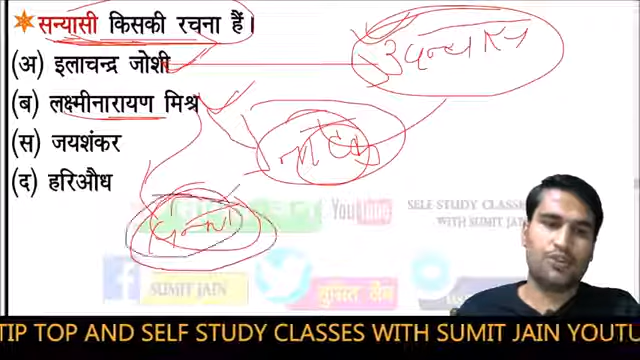 सन्यासी किसकी रचना हैं।
(अ) इलाचन्द्र जोशी
उपन्यास
(ब) लक्ष्मीनारायण मिश्र
नाटक
(स) जयशंकर
(द) हरिऔध
YouTube
SELF STUDY CLASSE
WITH SUMIT JAIN
SUMIT JAIN
TIP TOP AND SELF STUDY CLASSES WITH SUMIT JAIN YOUTU